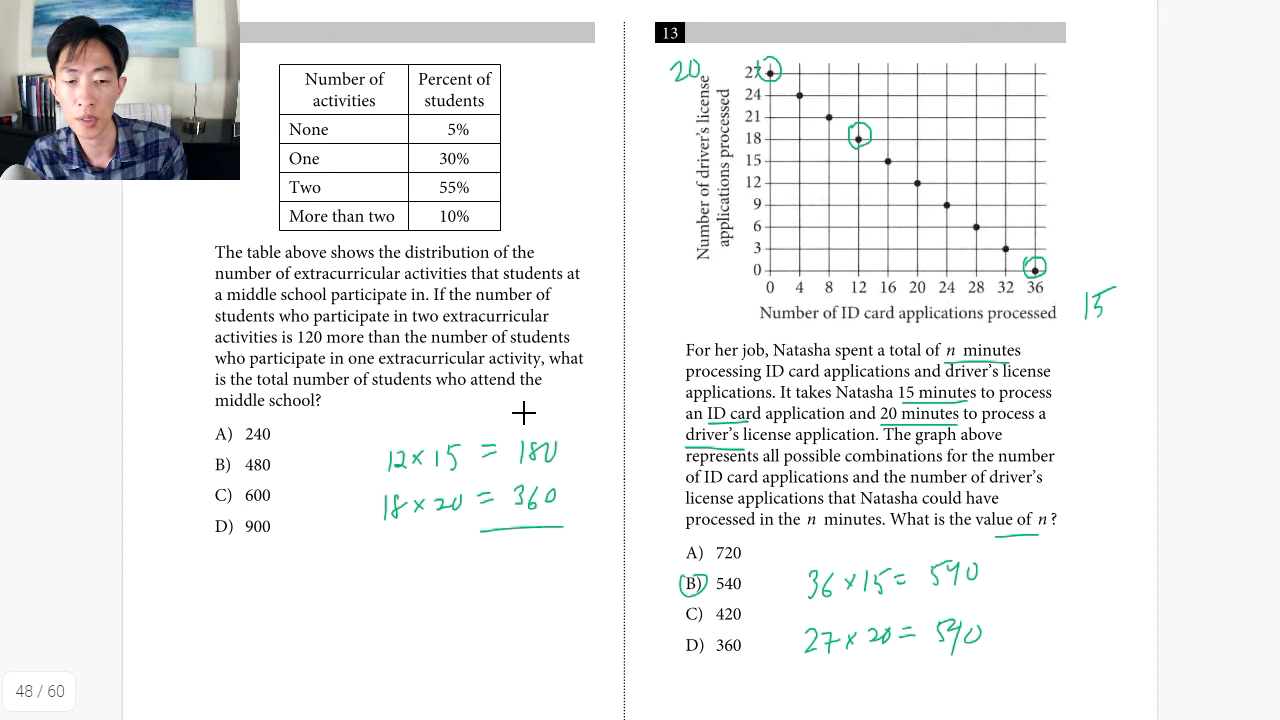 Number of activities
Percent of students
None 5%
One 30%
Two 55%
More than two 10%
The table above shows the distribution of the
number of extracurricular activities that students at
a middle school participate in. If the number of
students who participate in two extracurricular
activities is 120 more than the number of students
who participate in one extracurricular activity, what
is the total number of students who attend the
middle school?
A) 240
B) 480
C) 600
D) 900
12 × 15 = 180
18 × 20 = 360
48 / 60
13
20
Number of driver's license
applications processed
27
24
21
18
15
12
9
6
3
0
0 4 8 12 16 20 24 28 32 36
Number of ID card applications processed
15
For her job, Natasha spent a total of n minutes
processing ID card applications and driver's license
applications. It takes Natasha 15 minutes to process
an ID card application and 20 minutes to process a
driver's license application. The graph above
represents all possible combinations for the number
of ID card applications and the number of driver's
license applications that Natasha could have
processed in the n minutes. What is the value of n?
A) 720
B) 540
C) 420
D) 360
36 × 15 = 540
27 × 20 = 540